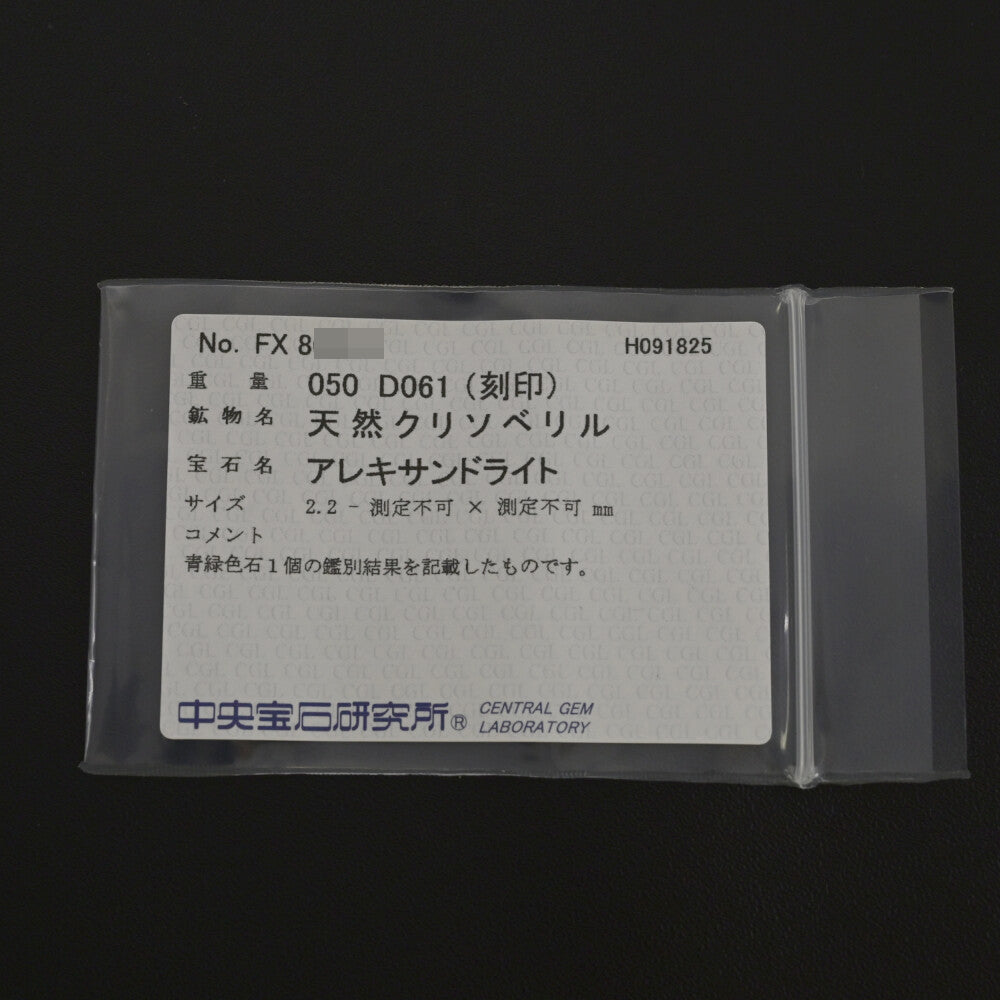 No. FX 8 H091825
重量 050 D061 (刻印)
鉱物名 天然クリソベリル
宝石名 アレキサンドライト
サイズ 2.2 - 測定不可 × 測定不可 mm
コメント
青緑色石1個の鑑別結果を記載したものです。
中央宝石研究所® CENTRAL GEM
LABORATORY